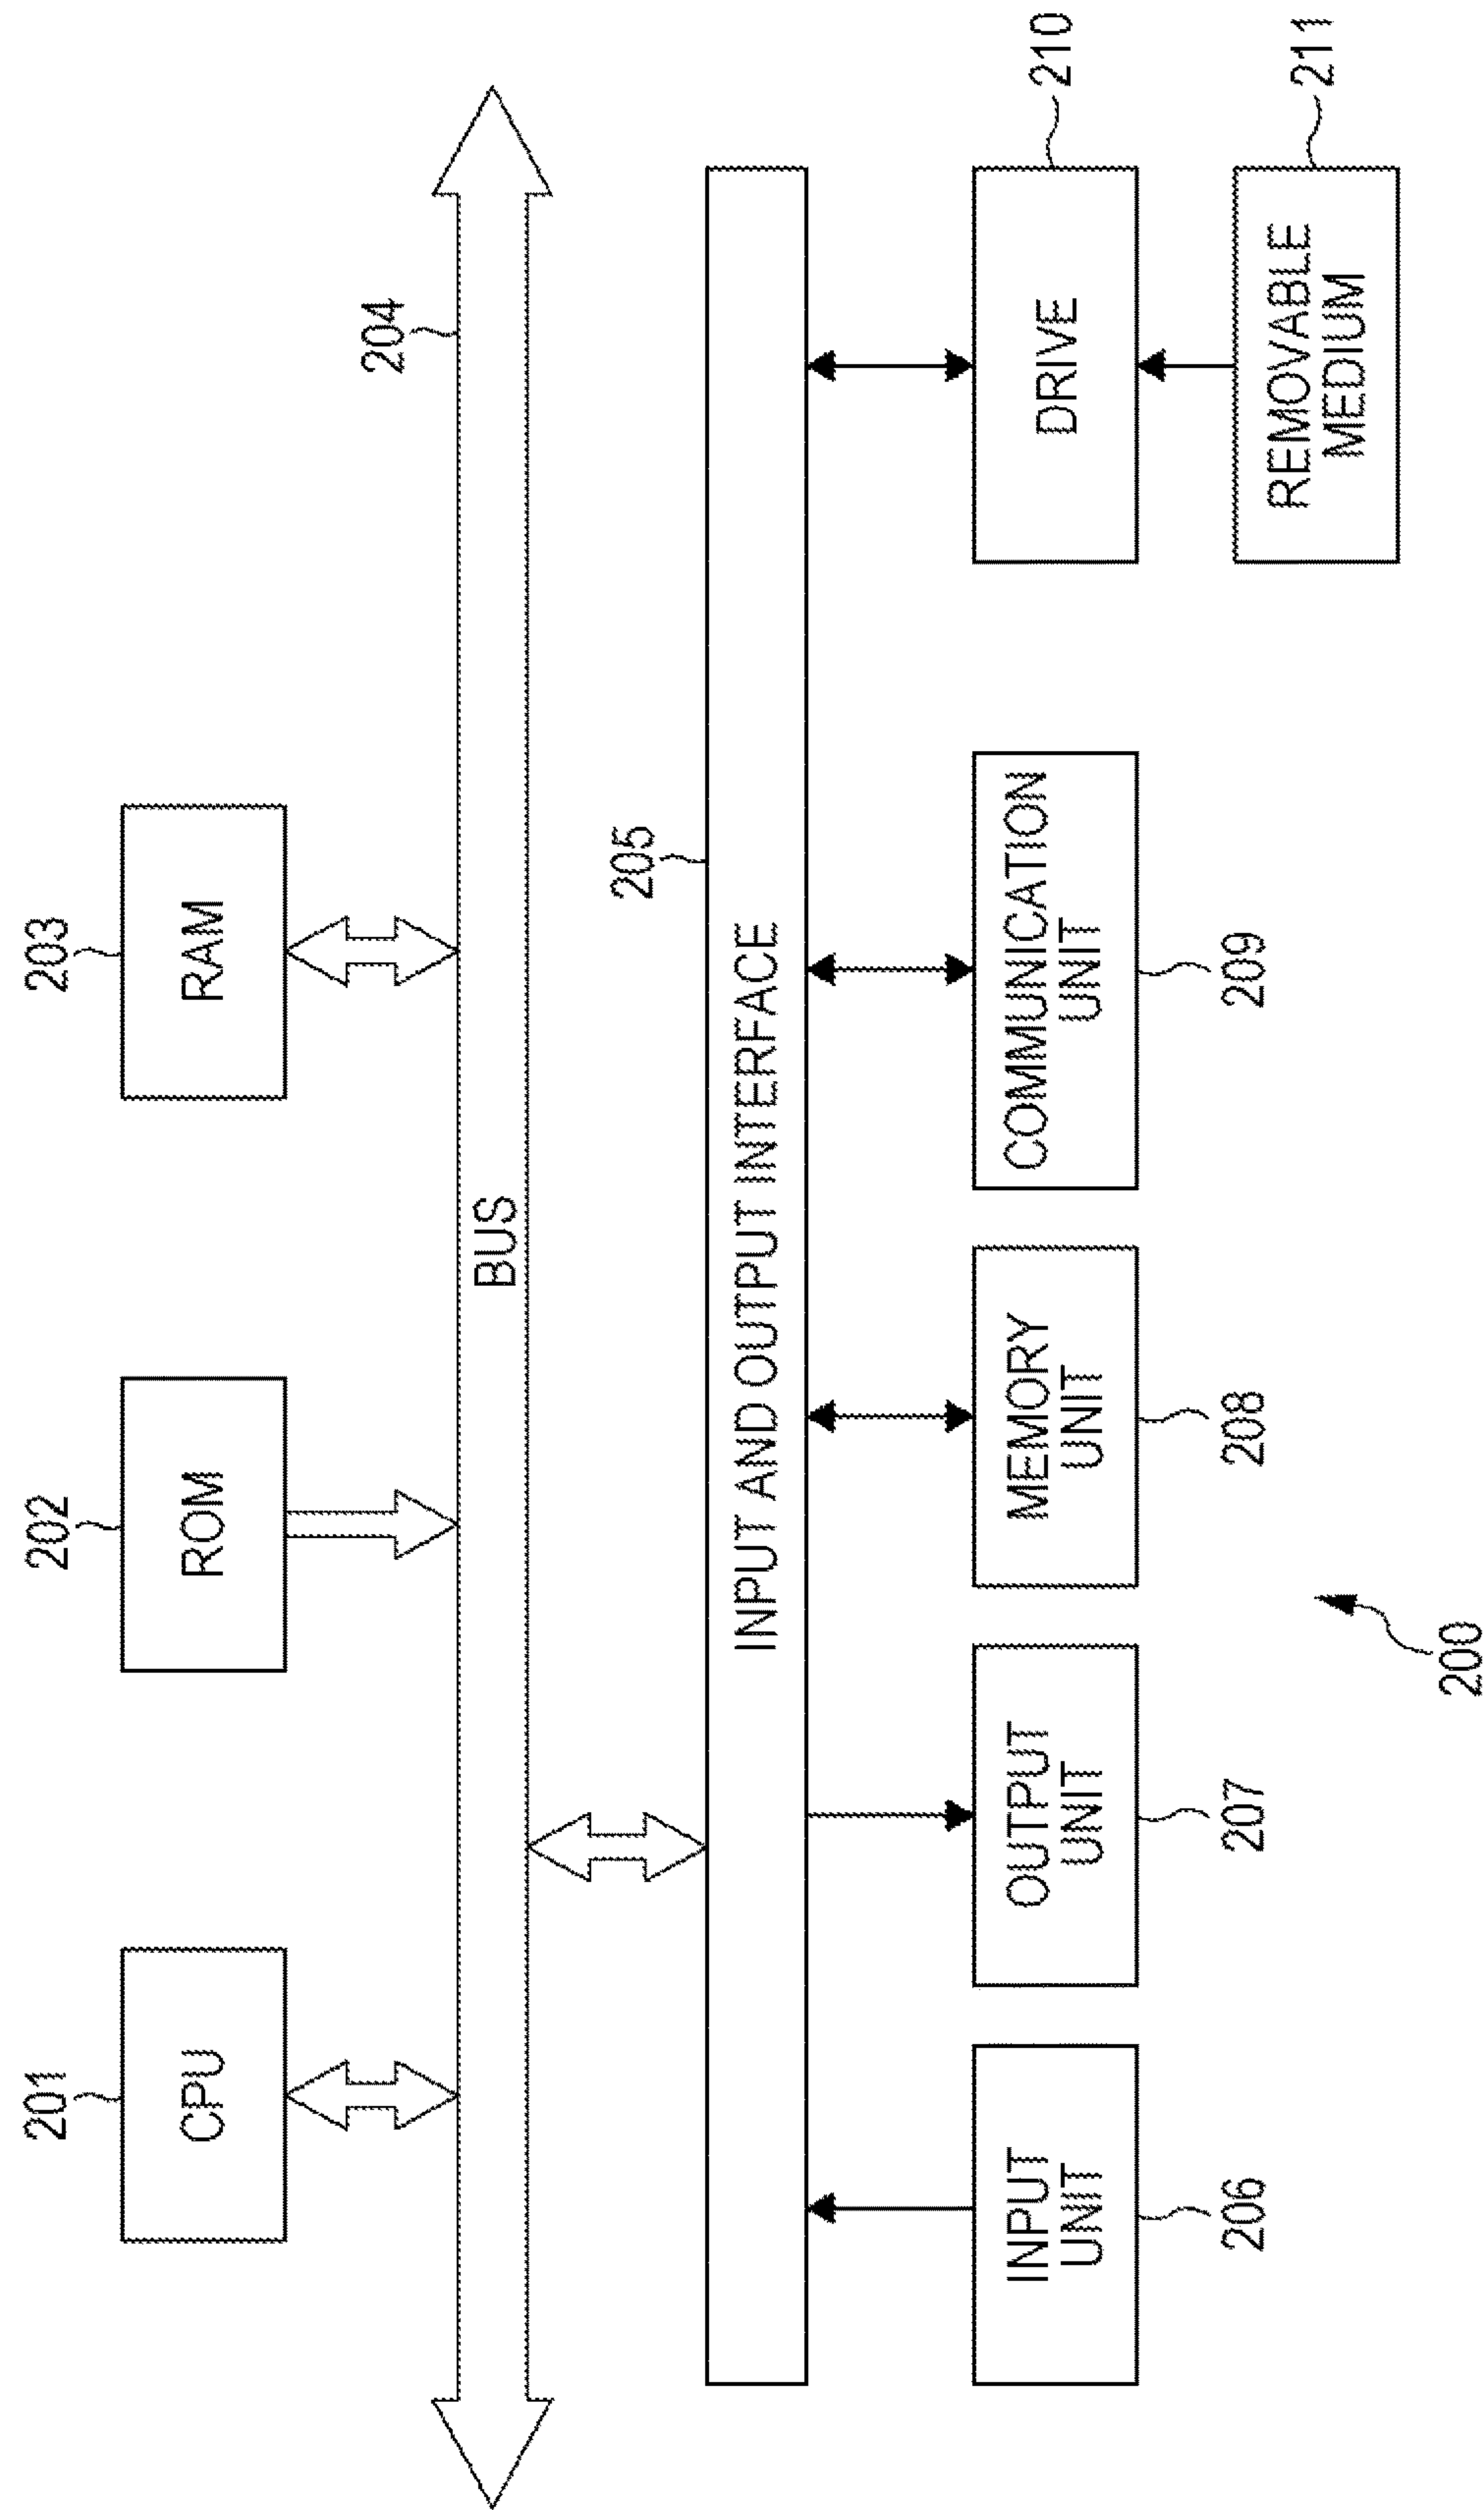 201
202
203
CPU
ROM
RAM
204
BUS
205
INPUT AND OUTPUT INTERFACE
INPUT
UNIT
OUTPUT
UNIT
MEMORY
UNIT
COMMUNICATION
UNIT
DRIVE
210
206
207
208
209
REMOVABLE
MEDIUM
211
200